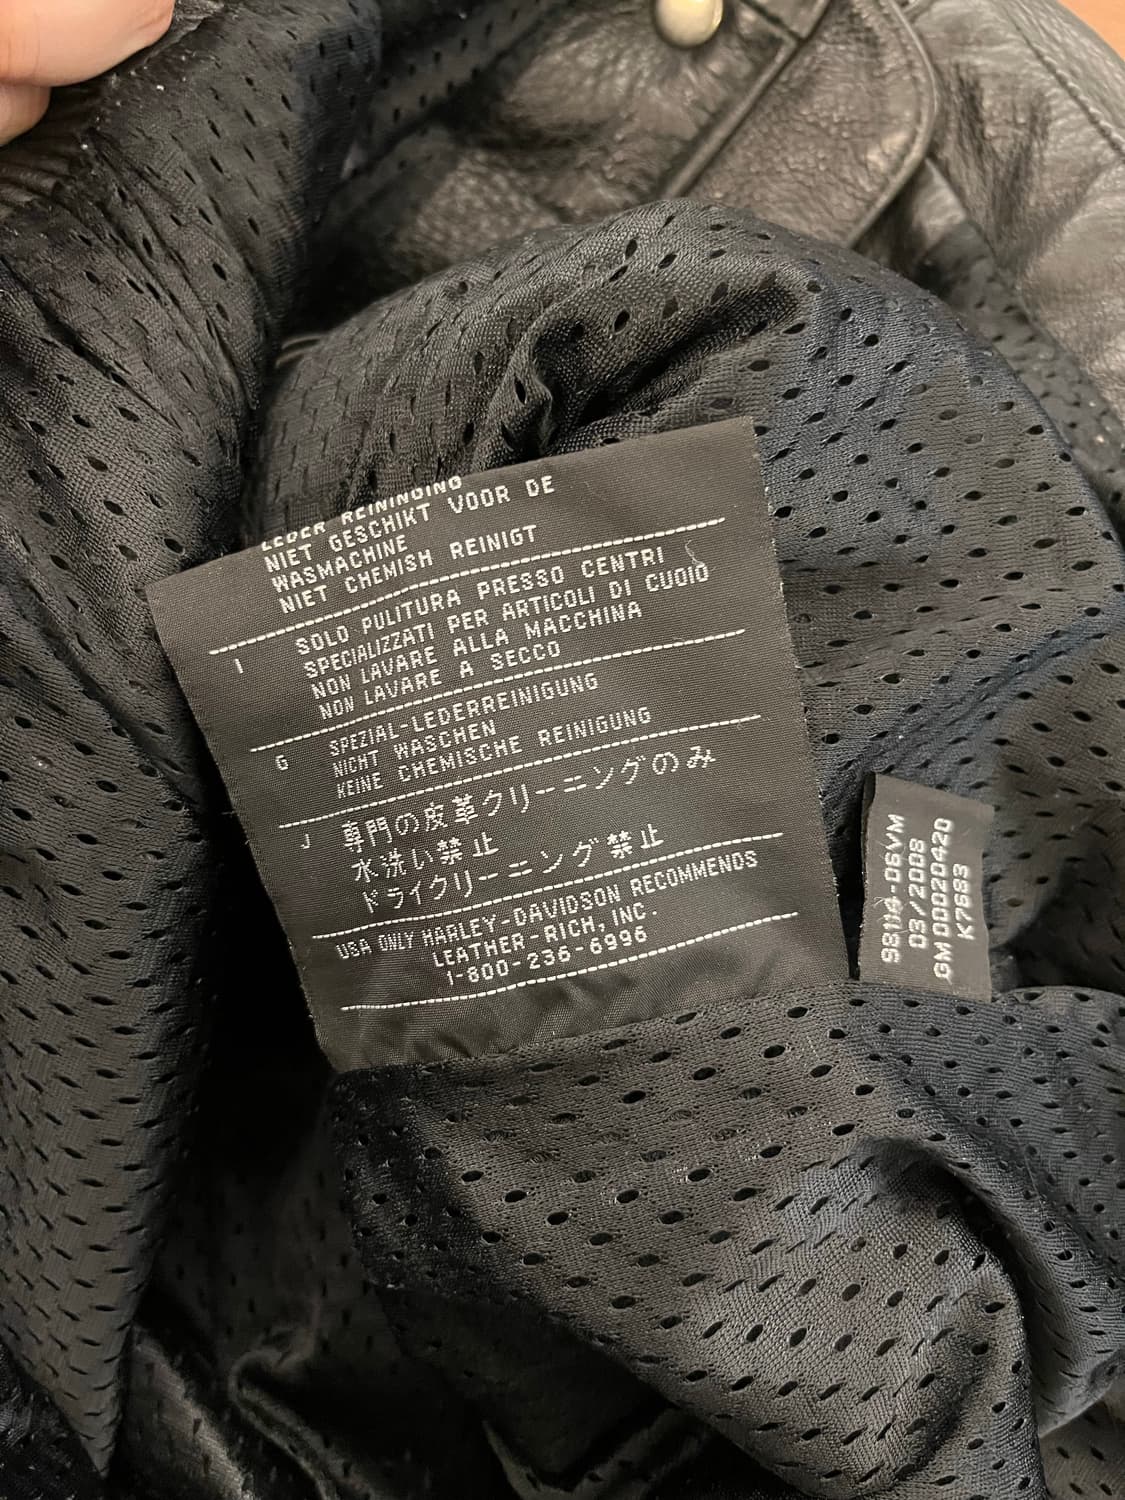 LEDER REININGING
NIET GESCHIKT VOOR DE
WASMACHINE
NIET CHEMISH REINIGT
I SOLO PULITURA PRESSO CENTRI
SPECIALIZZATI PER ARTICOLI DI CUOIO
NON LAVARE ALLA MACCHINA
NON LAVARE A SECCO
G SPEZIAL-LEDERREINIGUNG
NICHT WASCHEN
KEINE CHEMISCHE REINIGUNG
J 専門の皮革クリーニングのみ
水洗い禁止
ドライクリーニング禁止
USA ONLY HARLEY-DAVIDSON RECOMMENDS
LEATHER-RICH, INC.
1-800-236-6996
98114-06VM
03/2008
GM 00020420
K7683